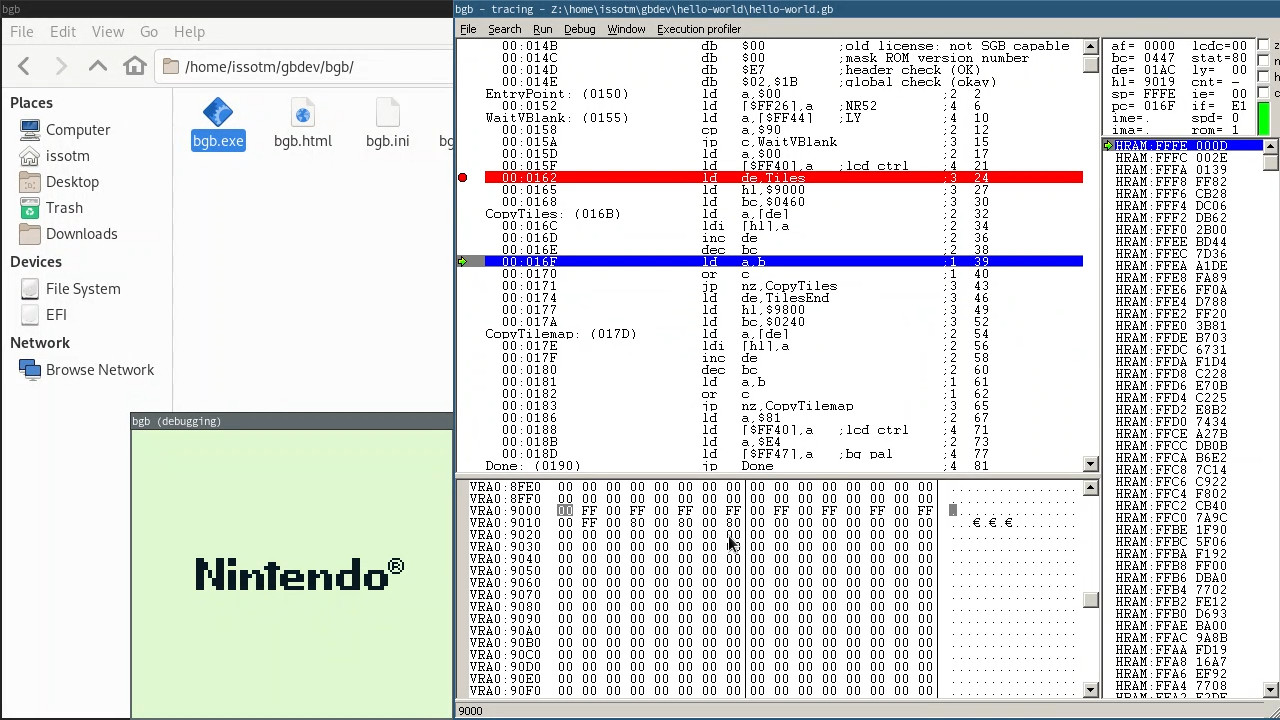 bgb
File Edit View Go Help
/home/issotm/gbdev/bgb/
Places
Computer
issotm
Desktop
Trash
Downloads
Devices
File System
EFI
Network
Browse Network
bgb.exe
bgb.html
bgb.ini
bgb (debugging)
Nintendo®
bgb - tracing - Z:\home\issotm\gbdev\hello-world\hello-world.gb
File Search Run Debug Window Execution profiler
00:014B db $00 ;old license: not SGB capable
00:014C db $00 ;mask ROM version number
00:014D db $E7 ;header check (OK)
00:014E db $02,$1B ;global check (okay)
EntryPoint: (0150) ld a,$00 ;2 2
00:0152 ld [$FF26],a ;NR52 ;4 6
WaitVBlank: (0155) ld a,[$FF44] ;LY ;4 10
00:0158 cp a,$90 ;2 12
00:015A jp c,WaitVBlank ;3 15
00:015D ld a,$00 ;2 17
00:015F ld [$FF40],a ;lcd ctrl ;4 21
00:0162 ld de,Tiles ;3 24
00:0165 ld hl,$9000 ;3 27
00:0168 ld bc,$0460 ;3 30
CopyTiles: (016B) ld a,[de] ;2 32
00:016C ldi [hl],a ;2 34
00:016D inc de ;2 36
00:016E dec bc ;2 38
00:016F ld a,b ;1 39
00:0170 or c ;1 40
00:0171 jp nz,CopyTiles ;3 43
00:0174 ld de,TilesEnd ;3 46
00:0177 ld hl,$9800 ;3 49
00:017A ld bc,$0240 ;3 52
CopyTilemap: (017D) ld a,[de] ;2 54
00:017E ldi [hl],a ;2 56
00:017F inc de ;2 58
00:0180 dec bc ;2 60
00:0181 ld a,b ;1 61
00:0182 or c ;1 62
00:0183 jp nz,CopyTilemap ;3 65
00:0186 ld a,$81 ;2 67
00:0188 ld [$FF40],a ;lcd ctrl ;4 71
00:018B ld a,$E4 ;2 73
00:018D ld [$FF47],a ;bg pal ;4 77
Done: (0190) jp Done ;4 81
af= 0000 lcdc=00
bc= 0447 stat=80
de= 01AC ly= 00
hl= 9019 cnt= -
sp= FFFE ie= 00
pc= 016F if= E1
ime=. spd= 0
ima=. rom= 1
HRAM:FFFE 000D
HRAM:FFFC 002E
HRAM:FFFA 0139
HRAM:FFF8 FF82
HRAM:FFF6 CB28
HRAM:FFF4 DC06
HRAM:FFF2 DB62
HRAM:FFF0 2B00
HRAM:FFEE BD44
HRAM:FFEC 7D36
HRAM:FFEA A1DE
HRAM:FFE8 FA89
HRAM:FFE6 FF0A
HRAM:FFE4 D788
HRAM:FFE2 FF20
HRAM:FFE0 3B81
HRAM:FFDE B703
HRAM:FFDC 6731
HRAM:FFDA F1D4
HRAM:FFD8 C228
HRAM:FFD6 E70B
HRAM:FFD4 C225
HRAM:FFD2 E8B2
HRAM:FFD0 7434
HRAM:FFCE A27B
HRAM:FFCC DB0B
HRAM:FFCA B6E2
HRAM:FFC8 7C14
HRAM:FFC6 C922
HRAM:FFC4 F802
HRAM:FFC2 CB40
HRAM:FFC0 7A9C
HRAM:FFBE 1F90
HRAM:FFBC 5F06
HRAM:FFBA F192
HRAM:FFB8 FF00
HRAM:FFB6 DBA0
HRAM:FFB4 7702
HRAM:FFB2 FE12
HRAM:FFB0 D693
HRAM:FFAE BA00
HRAM:FFAC 9A8B
HRAM:FFAA FD19
HRAM:FFA8 16A7
HRAM:FFA6 EF92
HRAM:FFA4 7708
VRA0:8FE0 00 00 00 00 00 00 00 00 00 00 00 00 00 00 00 00 ................
VRA0:8FF0 00 00 00 00 00 00 00 00 00 00 00 00 00 00 00 00 ................
VRA0:9000 00 FF 00 FF 00 FF 00 FF 00 FF 00 FF 00 FF 00 FF
VRA0:9010 00 FF 00 80 00 80 00 80 00 00 00 00 00 00 00 00 ...€.€.€........
VRA0:9020 00 00 00 00 00 00 00 00 00 00 00 00 00 00 00 ................
VRA0:9030 00 00 00 00 00 00 00 00 00 00 00 00 00 00 00 ................
VRA0:9040 00 00 00 00 00 00 00 00 00 00 00 00 00 00 00 00 ................
VRA0:9050 00 00 00 00 00 00 00 00 00 00 00 00 00 00 00 00 ................
VRA0:9060 00 00 00 00 00 00 00 00 00 00 00 00 00 00 00 00 ................
VRA0:9070 00 00 00 00 00 00 00 00 00 00 00 00 00 00 00 00 ................
VRA0:9080 00 00 00 00 00 00 00 00 00 00 00 00 00 00 00 00 ................
VRA0:9090 00 00 00 00 00 00 00 00 00 00 00 00 00 00 00 00 ................
VRA0:90A0 00 00 00 00 00 00 00 00 00 00 00 00 00 00 00 00 ................
VRA0:90B0 00 00 00 00 00 00 00 00 00 00 00 00 00 00 00 00 ................
VRA0:90C0 00 00 00 00 00 00 00 00 00 00 00 00 00 00 00 00 ................
VRA0:90D0 00 00 00 00 00 00 00 00 00 00 00 00 00 00 00 00 ................
VRA0:90E0 00 00 00 00 00 00 00 00 00 00 00 00 00 00 00 00 ................
VRA0:90F0 00 00 00 00 00 00 00 00 00 00 00 00 00 00 00 00 ................
9000